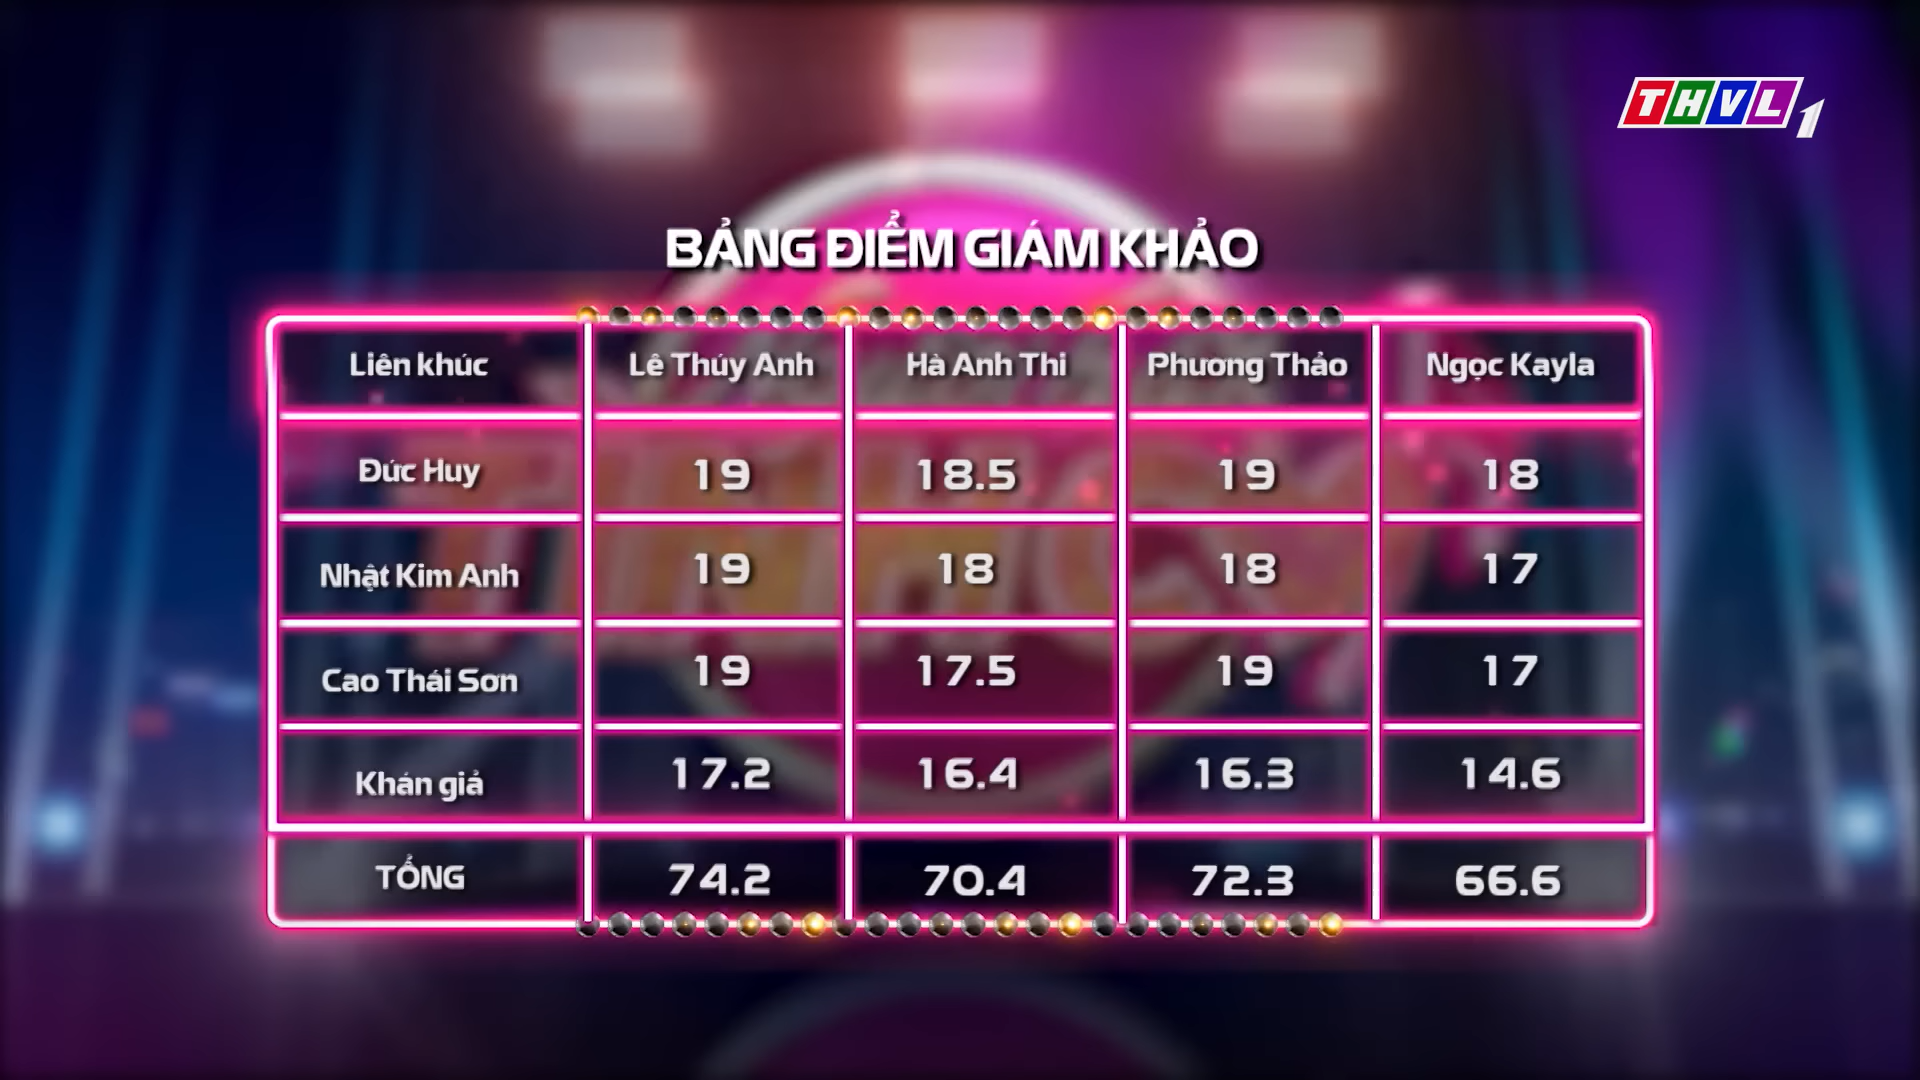 THVL1
BẢNG ĐIỂM GIÁM KHẢO
Liên khúc Lê Thúy Anh Hà Anh Thi Phương Thảo Ngọc Kayla
Đức Huy 19 18.5 19 18
Nhật Kim Anh 19 18 18 17
Cao Thái Sơn 19 17.5 19 17
Khán giả 17.2 16.4 16.3 14.6
TỔNG 74.2 70.4 72.3 66.6